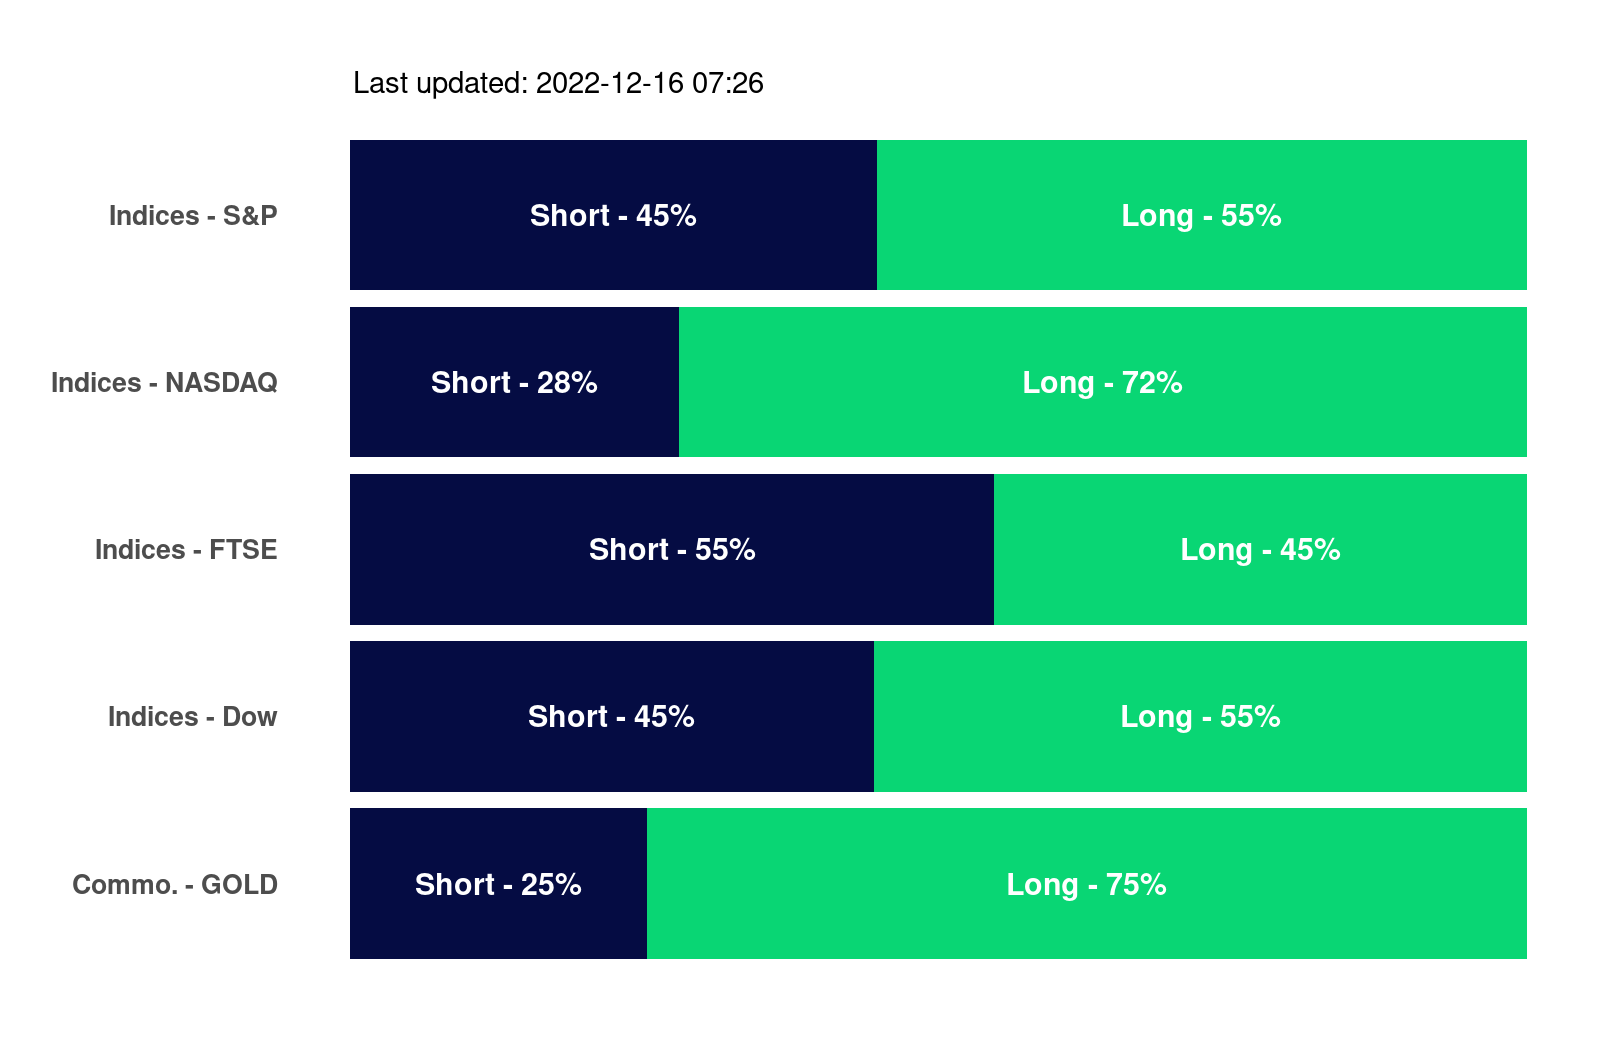 Last updated: 2022-12-16 07:26
Indices - S&P Short - 45% Long - 55%
Indices - NASDAQ Short - 28% Long - 72%
Indices - FTSE Short - 55% Long - 45%
Indices - Dow Short - 45% Long - 55%
Commo. - GOLD Short - 25% Long - 75%